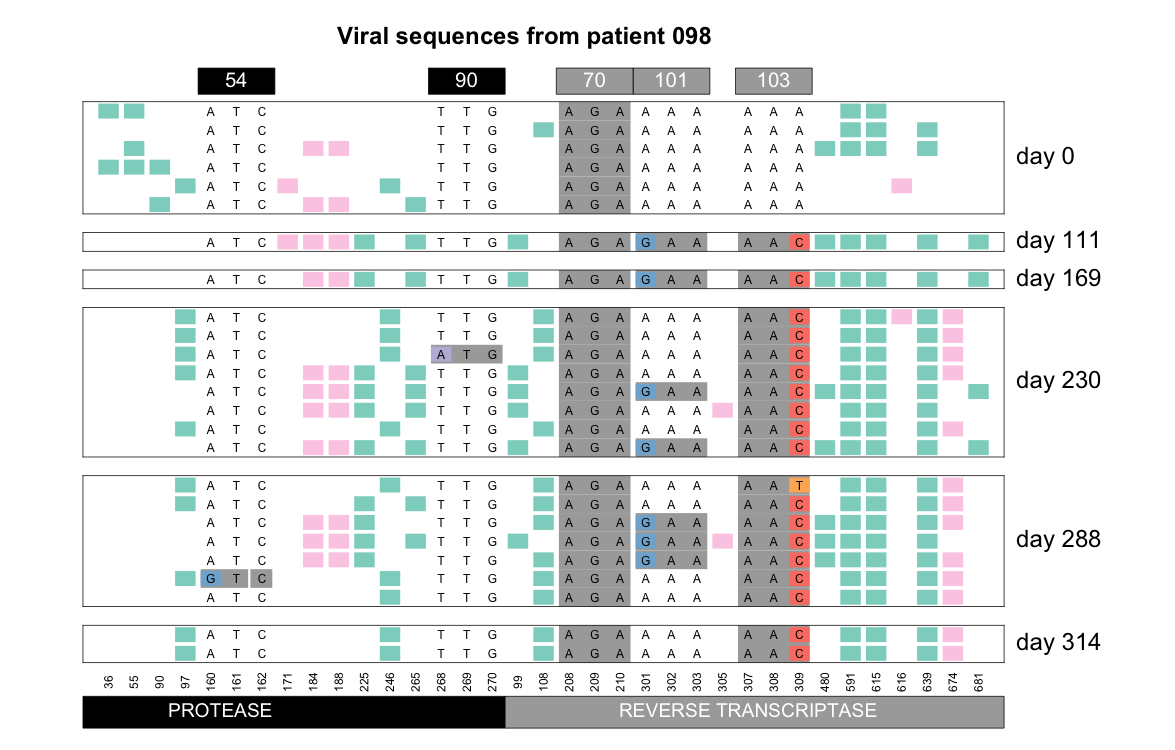 Viral sequences from patient 098
54 90 70 101 103
A T C T T G A G A A A A A A A
A T C T T G A G A A A A A A A
A T C T T G A G A A A A A A A
A T C T T G A G A A A A A A A
A T C T T G A G A A A A A A A
A T C T T G A G A A A A A A A
day 0
A T C T T G A G A G A A A A C
day 111
A T C T T G A G A G A A A A C
day 169
A T C T T G A G A A A A A A C
A T C T T G A G A A A A A A C
A T C A T G A G A A A A A A C
A T C T T G A G A A A A A A C
A T C T T G A G A G A A A A C
A T C T T G A G A A A A A A C
A T C T T G A G A A A A A A C
A T C T T G A G A G A A A A C
day 230
A T C T T G A G A A A A A A T
A T C T T G A G A A A A A A C
A T C T T G A G A G A A A A C
A T C T T G A G A G A A A A C
A T C T T G A G A G A A A A C
G T C T T G A G A A A A A A C
A T C T T G A G A A A A A A C
day 288
A T C T T G A G A A A A A A C
A T C T T G A G A A A A A A C
day 314
36 55 90 97 160 161 162 171 184 188 225 246 265 268 269 270 99 108 208 209 210 301 302 303 305 307 308 309 480 591 615 616 639 674 681
PROTEASE REVERSE TRANSCRIPTASE